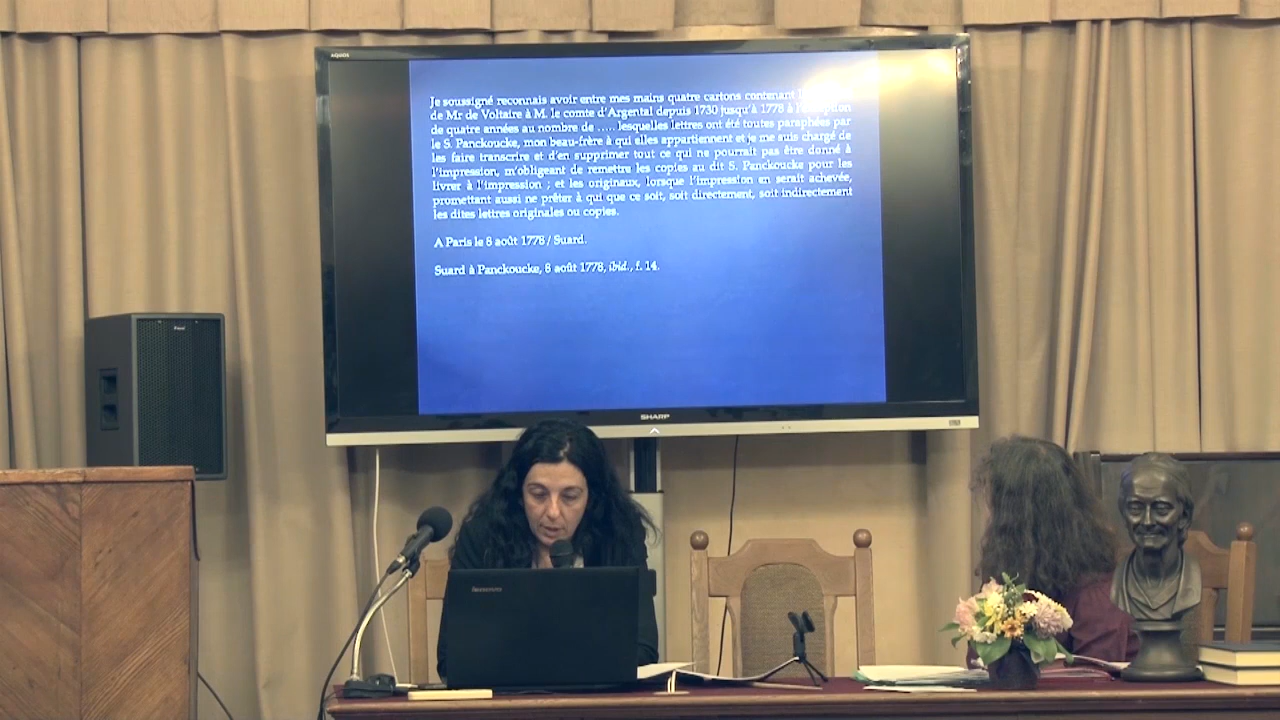 AQUOS
Je soussigné reconnais avoir entre mes mains quatre cartons contenant
de Mr de Voltaire à M. le comte d'Argental depuis 1730 jusqu'à 1778 à l'exception
de quatre années au nombre de ..... lesquelles lettres ont été toutes paraphées par
le S. Panckoucke, mon beau-frère à qui elles appartiennent et je me suis chargé de
les faire transcrire et d'en supprimer tout ce qui ne pourrait pas être donné à
l'impression, m'obligeant de remettre les copies au dit S. Panckoucke pour les
livrer à l'impression ; et les originaux, lorsque l'impression en serait achevée,
promettant aussi ne prêter à qui que ce soit, soit directement, soit indirectement
les dites lettres originales ou copies.
A Paris le 8 août 1778 / Suard.
Suard à Panckoucke, 8 août 1778, ibid., f. 14.
SHARP
lenovo